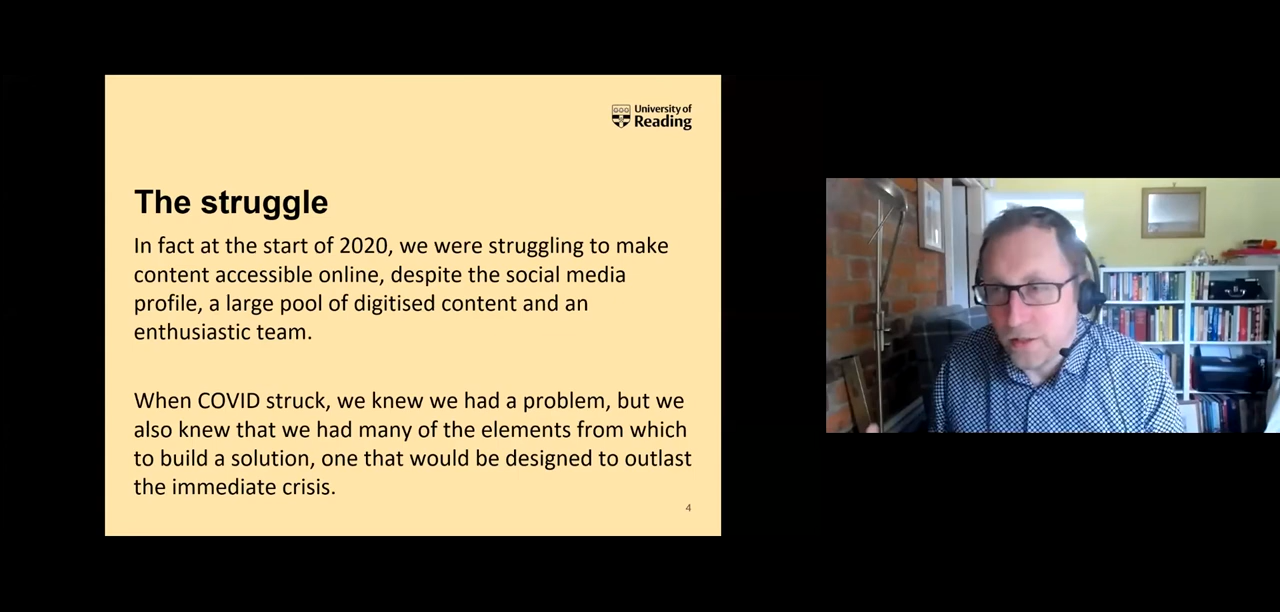 University of
Reading
The struggle
In fact at the start of 2020, we were struggling to make
content accessible online, despite the social media
profile, a large pool of digitised content and an
enthusiastic team.
When COVID struck, we knew we had a problem, but we
also knew that we had many of the elements from which
to build a solution, one that would be designed to outlast
the immediate crisis.
4